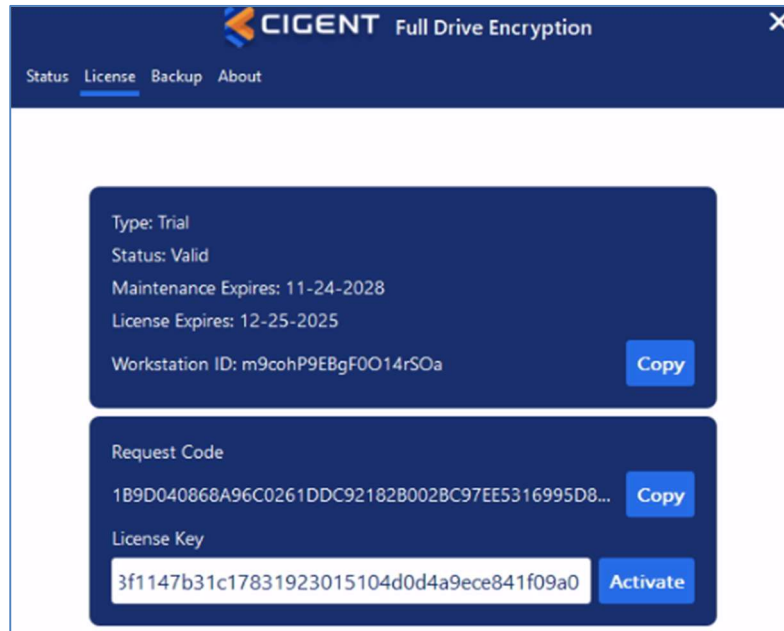 CIGENT Full Drive Encryption
Status License Backup About
Type: Trial
Status: Valid
Maintenance Expires: 11-24-2028
License Expires: 12-25-2025
Workstation ID: m9cohP9EBgF0O14rSOa Copy
Request Code
1B9D040868A96C0261DDC92182B002BC97EE5316995D8... Copy
License Key
3f1147b31c17831923015104d0d4a9ece841f09a0 Activate